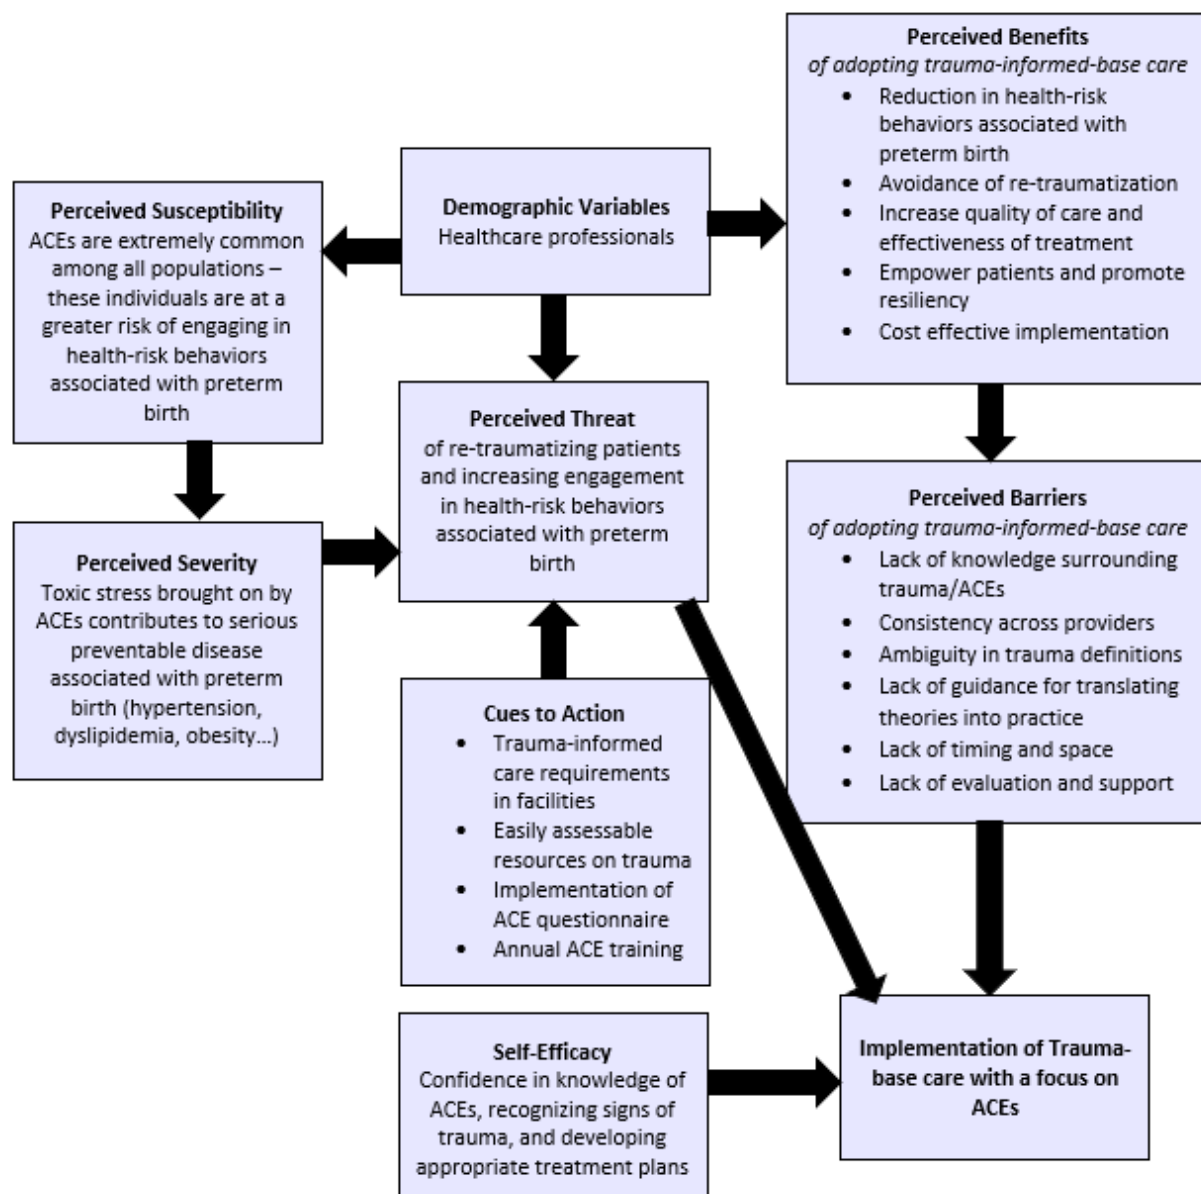 Perceived Benefits
of adopting trauma-informed-base care
• Reduction in health-risk
behaviors associated with
preterm birth
• Avoidance of re-traumatization
• Increase quality of care and
effectiveness of treatment
• Empower patients and promote
resiliency
• Cost effective implementation
Demographic Variables
Healthcare professionals
Perceived Susceptibility
ACEs are extremely common
among all populations –
these individuals are at a
greater risk of engaging in
health-risk behaviors
associated with preterm
birth
Perceived Threat
of re-traumatizing patients
and increasing engagement
in health-risk behaviors
associated with preterm
birth
Perceived Barriers
of adopting trauma-informed-base care
• Lack of knowledge surrounding
trauma/ACEs
• Consistency across providers
• Ambiguity in trauma definitions
• Lack of guidance for translating
theories into practice
• Lack of timing and space
• Lack of evaluation and support
Perceived Severity
Toxic stress brought on by
ACEs contributes to serious
preventable disease
associated with preterm
birth (hypertension,
dyslipidemia, obesity…)
Cues to Action
• Trauma-informed
care requirements
in facilities
• Easily assessable
resources on trauma
• Implementation of
ACE questionnaire
• Annual ACE training
Self-Efficacy
Confidence in knowledge of
ACEs, recognizing signs of
trauma, and developing
appropriate treatment plans
Implementation of Trauma-
base care with a focus on
ACEs